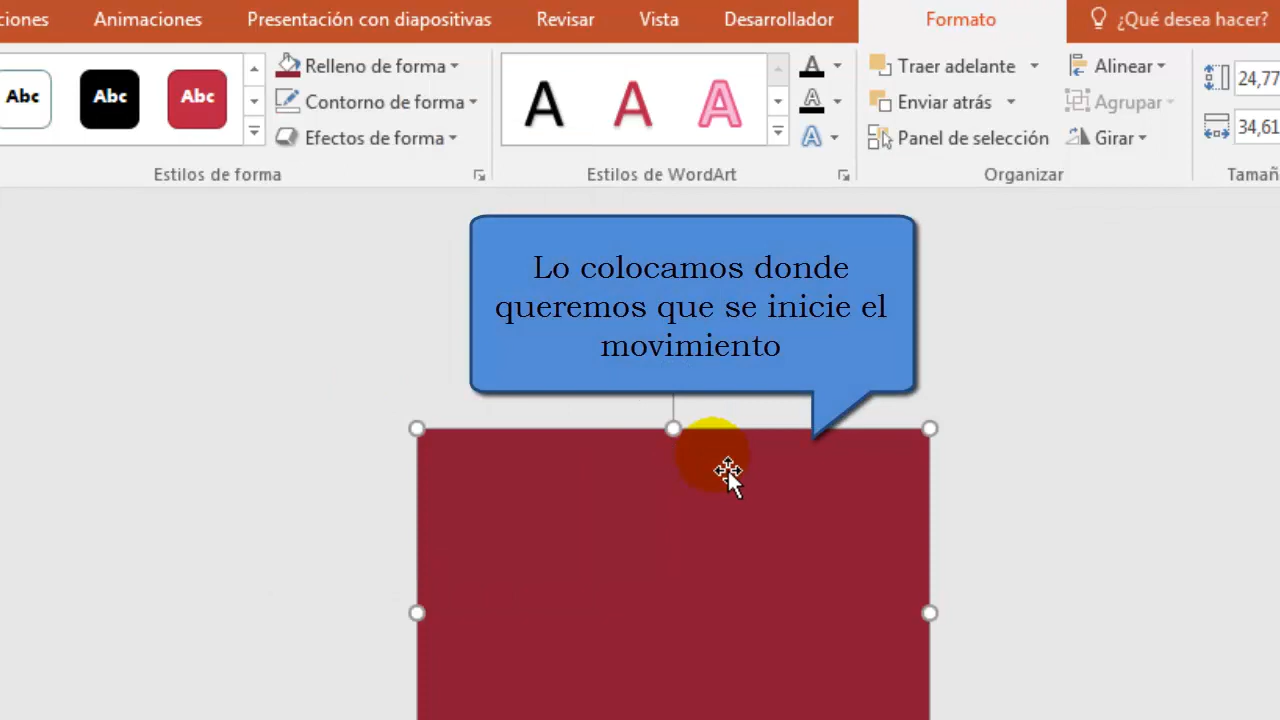 ciones Animaciones Presentación con diapositivas Revisar Vista Desarrollador Formato ¿Qué desea hacer?
Abc Abc Abc
Relleno de forma
Contorno de forma
Efectos de forma
Estilos de forma
A A A
A
A
A
Estilos de WordArt
Traer adelante
Enviar atrás
Panel de selección
Alinear
Agrupar
Girar
Organizar
24,77
34,61
Tamañ
Lo colocamos donde
queremos que se inicie el
movimiento